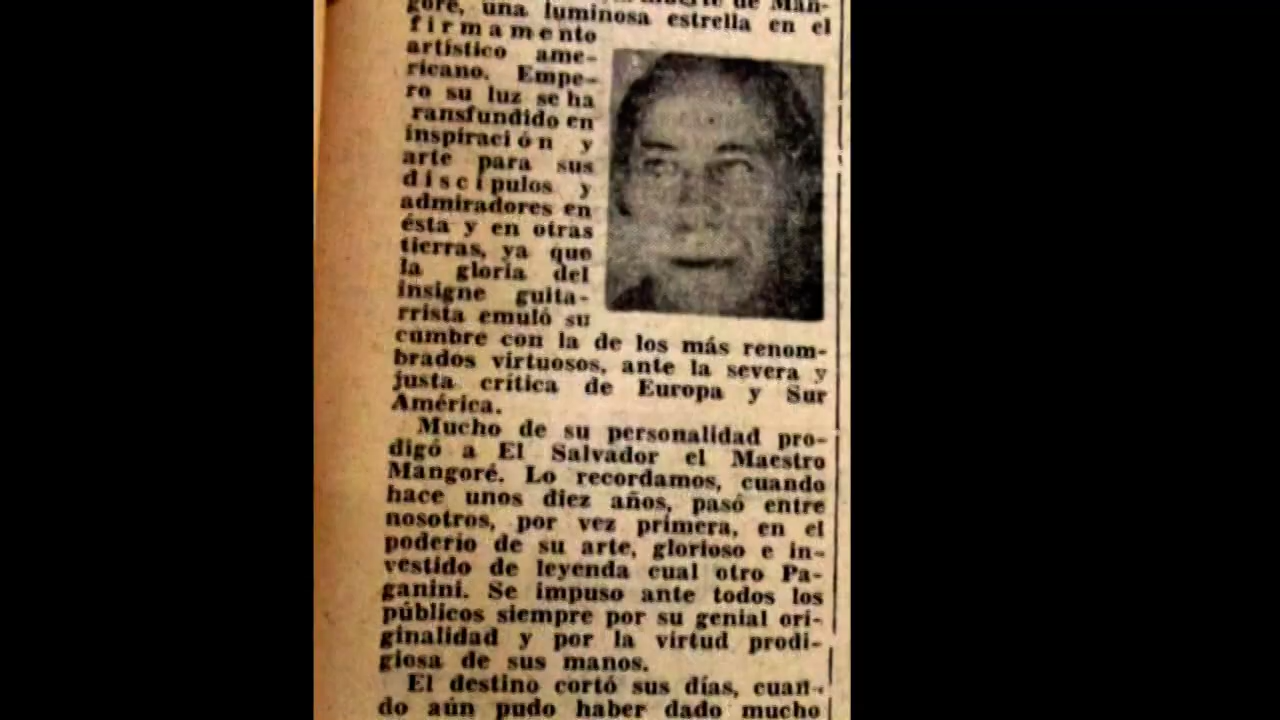 muerte de Man-
goré, una luminosa estrella en el
firmamento
artístico ame-
ricano. Empe-
ro su luz se ha
ransfundido en
inspiración y
arte para sus
discípulos y
admiradores en
ésta y en otras
tierras, ya que
la gloria del
insigne guita-
rrista emuló su
cumbre con la de los más renom-
brados virtuosos, ante la severa y
justa crítica de Europa y Sur
América.
Mucho de su personalidad pro-
digó a El Salvador el Maestro
Mangoré. Lo recordamos, cuando
hace unos diez años, pasó entre
nosotros, por vez primera, en el
poderio de su arte, glorioso e in-
vestido de leyenda cual otro Pa-
ganini. Se impuso ante todos los
públicos siempre por su genial ori-
ginalidad y por la virtud prodi-
giosa de sus manos.
El destino cortó sus días, cuan-
do aún pudo haber dado mucho